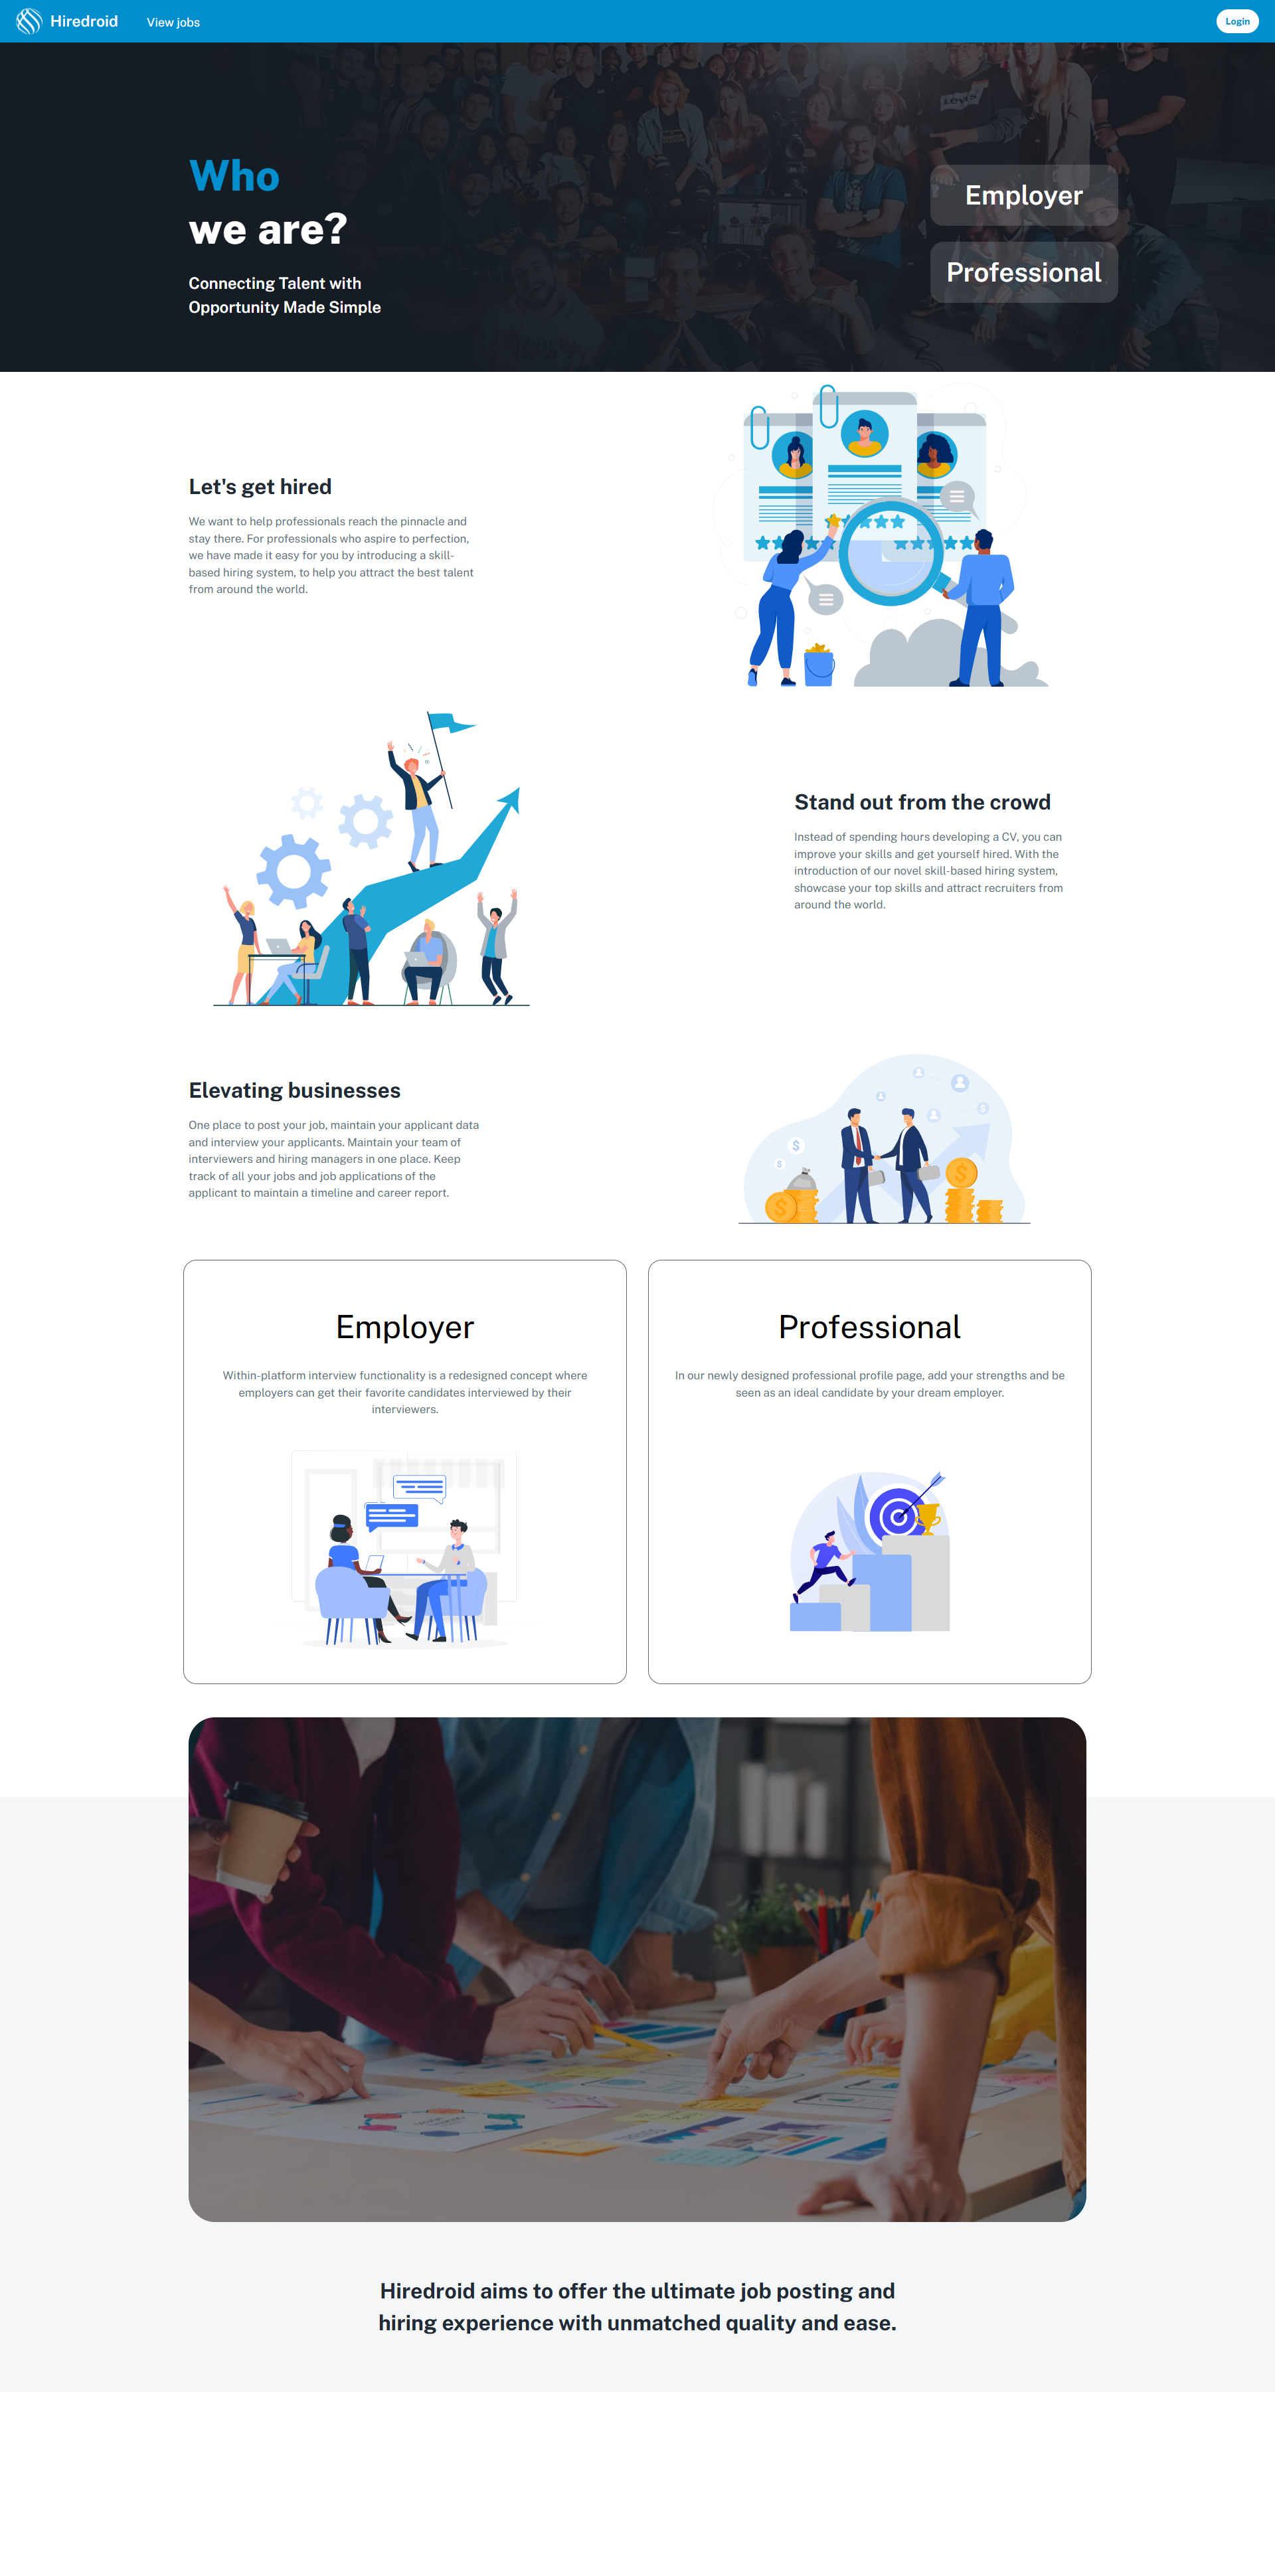 Hiredroid
View jobs
Login
Who
we are?
Connecting Talent with
Opportunity Made Simple
Employer
Professional
Let's get hired
We want to help professionals reach the pinnacle and
stay there. For professionals who aspire to perfection,
we have made it easy for you by introducing a skill-
based hiring system, to help you attract the best talent
from around the world.
Stand out from the crowd
Instead of spending hours developing a CV, you can
improve your skills and get yourself hired. With the
introduction of our novel skill-based hiring system,
showcase your top skills and attract recruiters from
around the world.
Elevating businesses
One place to post your job, maintain your applicant data
and interview your applicants. Maintain your team of
interviewers and hiring managers in one place. Keep
track of all your jobs and job applications of the
applicant to maintain a timeline and career report.
Employer
Within-platform interview functionality is a redesigned concept where
employers can get their favorite candidates interviewed by their
interviewers.
Professional
In our newly designed professional profile page, add your strengths and be
seen as an ideal candidate by your dream employer.
Hiredroid aims to offer the ultimate job posting and
hiring experience with unmatched quality and ease.